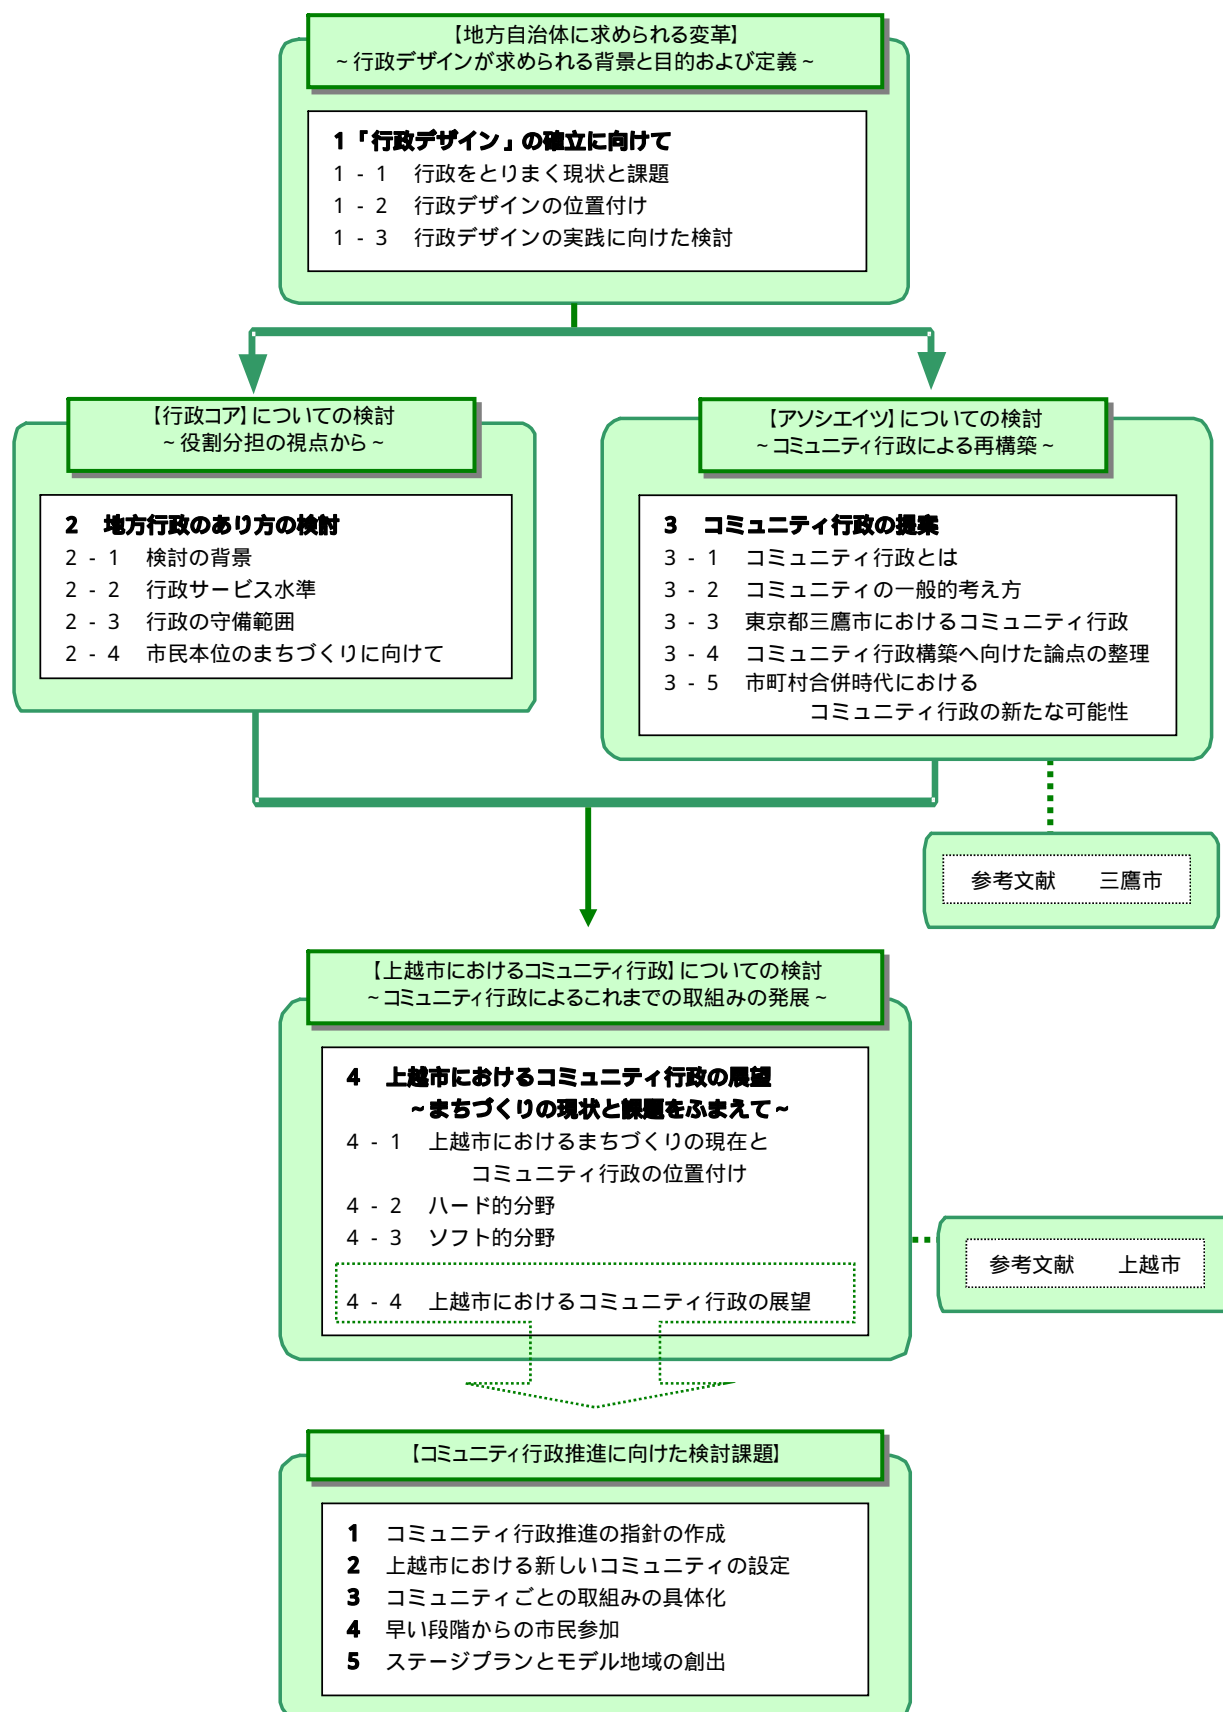 【地方自治体に求められる変革】
~行政デザインが求められる背景と目的および定義~
1「行政デザイン」の確立に向けて
1 - 1 行政をとりまく現状と課題
1 - 2 行政デザインの位置付け
1 - 3 行政デザインの実践に向けた検討
【行政コア】についての検討
~役割分担の視点から~
2 地方行政のあり方の検討
2 - 1 検討の背景
2 - 2 行政サービス水準
2 - 3 行政の守備範囲
2 - 4 市民本位のまちづくりに向けて
【アソシエイツ】についての検討
~コミュニティ行政による再構築~
3 コミュニティ行政の提案
3 - 1 コミュニティ行政とは
3 - 2 コミュニティの一般的考え方
3 - 3 東京都三鷹市におけるコミュニティ行政
3 - 4 コミュニティ行政構築へ向けた論点の整理
3 - 5 市町村合併時代における
コミュニティ行政の新たな可能性
参考文献 三鷹市
【上越市におけるコミュニティ行政】についての検討
~コミュニティ行政によるこれまでの取組みの発展~
4 上越市におけるコミュニティ行政の展望
~まちづくりの現状と課題をふまえて~
4 - 1 上越市におけるまちづくりの現在と
コミュニティ行政の位置付け
4 - 2 ハード的分野
4 - 3 ソフト的分野
4 - 4 上越市におけるコミュニティ行政の展望
参考文献 上越市
【コミュニティ行政推進に向けた検討課題】
1 コミュニティ行政推進の指針の作成
2 上越市における新しいコミュニティの設定
3 コミュニティごとの取組みの具体化
4 早い段階からの市民参加
5 ステージプランとモデル地域の創出